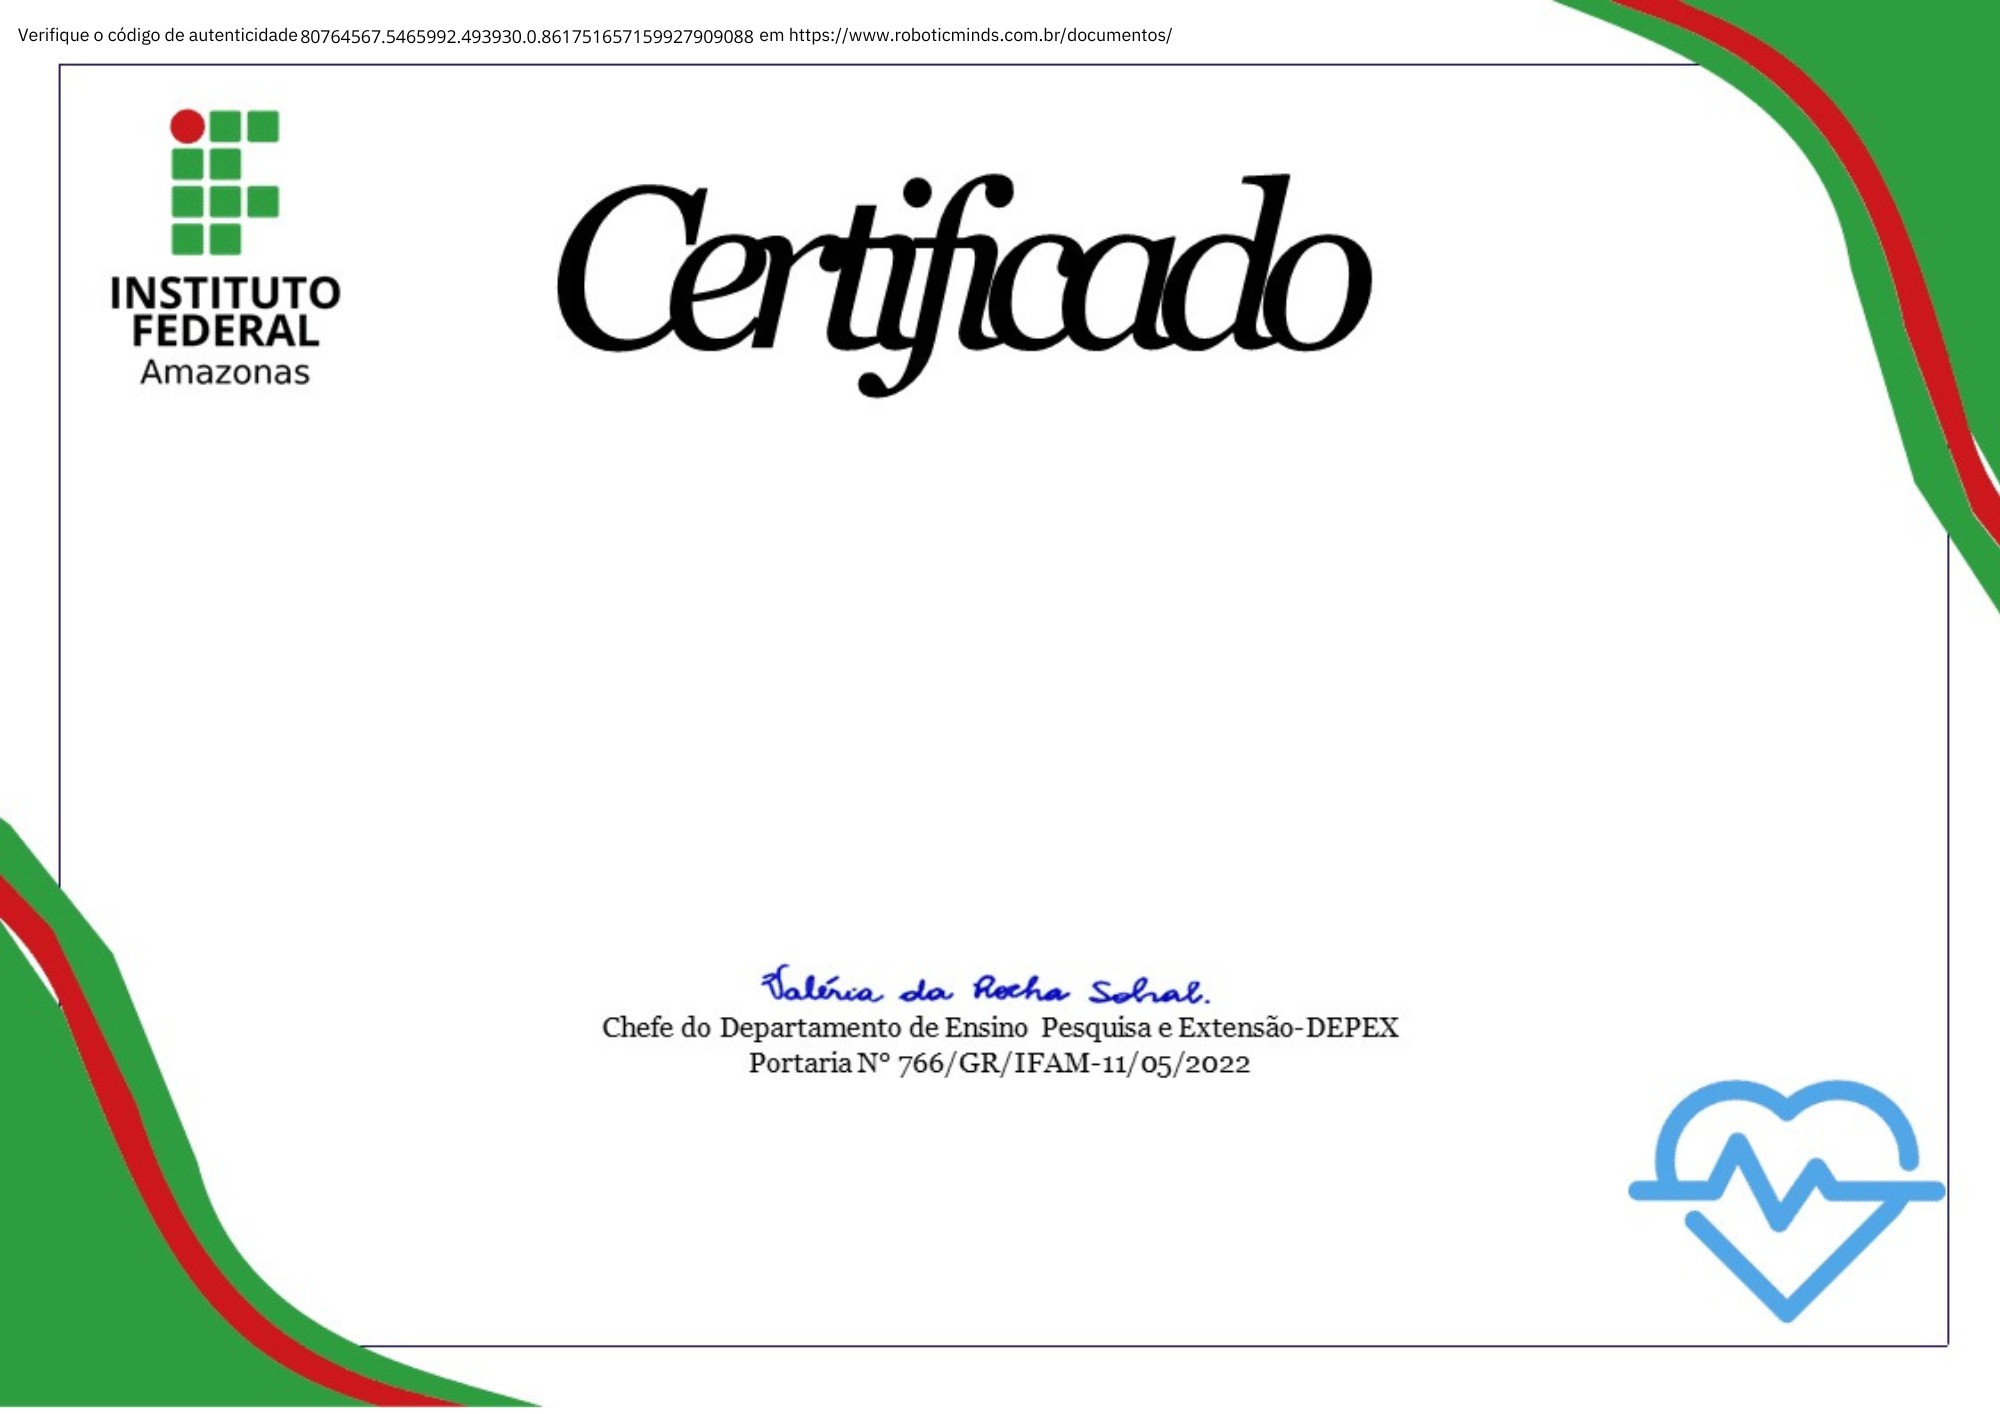 Verifique o código de autenticidade 80764567.5465992.493930.0.861751657159927909088 em https://www.roboticminds.com.br/documentos/
INSTITUTO
FEDERAL
Amazonas
Certificado
Valéria da Rocha Sobral.
Chefe do Departamento de Ensino Pesquisa e Extensão-DEPEX
Portaria N° 766/GR/IFAM-11/05/2022